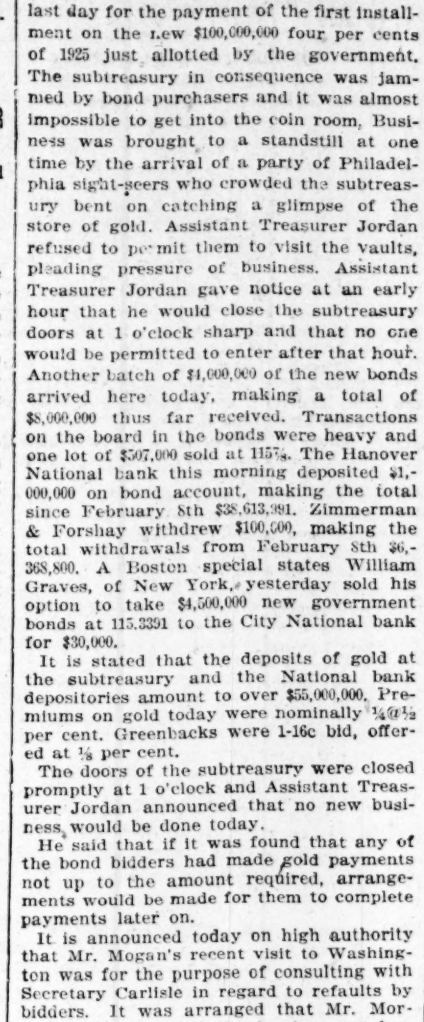 last day for the payment of the first install-
ment on the new $100,000,000 four per cents
of 1925 just allotted by the government.
The subtreasury in consequence was jam-
med by bond purchasers and it was almost
impossible to get into the coin room. Busi-
ness was brought to a standstill at one
time by the arrival of a party of Philadel-
phia sight-seers who crowded the subtreas-
ury bent on catching a glimpse of the
store of gold. Assistant Treasurer Jordan
refused to permit them to visit the vaults,
pleading pressure of business. Assistant
Treasurer Jordan gave notice at an early
hour that he would close the subtreasury
doors at 1 o'clock sharp and that no one
would be permitted to enter after that hour.
Another batch of $4,000,000 of the new bonds
arrived here today, making a total of
$8,000,000 thus far received. Transactions
on the board in the bonds were heavy and
one lot of $507,000 sold at 115⅞. The Hanover
National bank this morning deposited $1,-
000,000 on bond account, making the total
since February 8th $38,613,991. Zimmerman
& Forshay withdrew $100,000, making the
total withdrawals from February 8th $6,-
368,800. A Boston special states William
Graves, of New York, yesterday sold his
option to take $4,500,000 new government
bonds at 115.3391 to the City National bank
for $30,000.
It is stated that the deposits of gold at
the subtreasury and the National bank
depositories amount to over $55,000,000. Pre-
miums on gold today were nominally ¼@½
per cent. Greenbacks were 1-16c bid, offer-
ed at ⅛ per cent.
The doors of the subtreasury were closed
promptly at 1 o'clock and Assistant Treas-
urer Jordan announced that no new busi-
ness would be done today.
He said that if it was found that any of
the bond bidders had made gold payments
not up to the amount required, arrange-
ments would be made for them to complete
payments later on.
It is announced today on high authority
that Mr. Mogan's recent visit to Washing-
ton was for the purpose of consulting with
Secretary Carlisle in regard to refaults by
bidders. It was arranged that Mr. Mor-